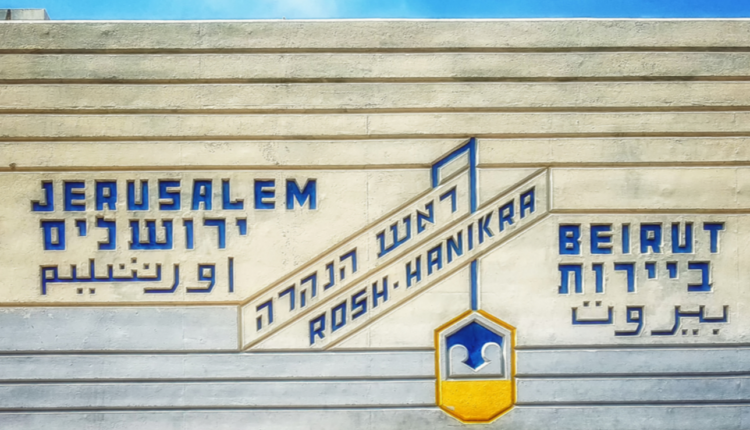 JERUSALEM
ירושלים
اورشليم
ראש הנקרה
ROSH-HANIKRA
BEIRUT
ביירות
بيروت